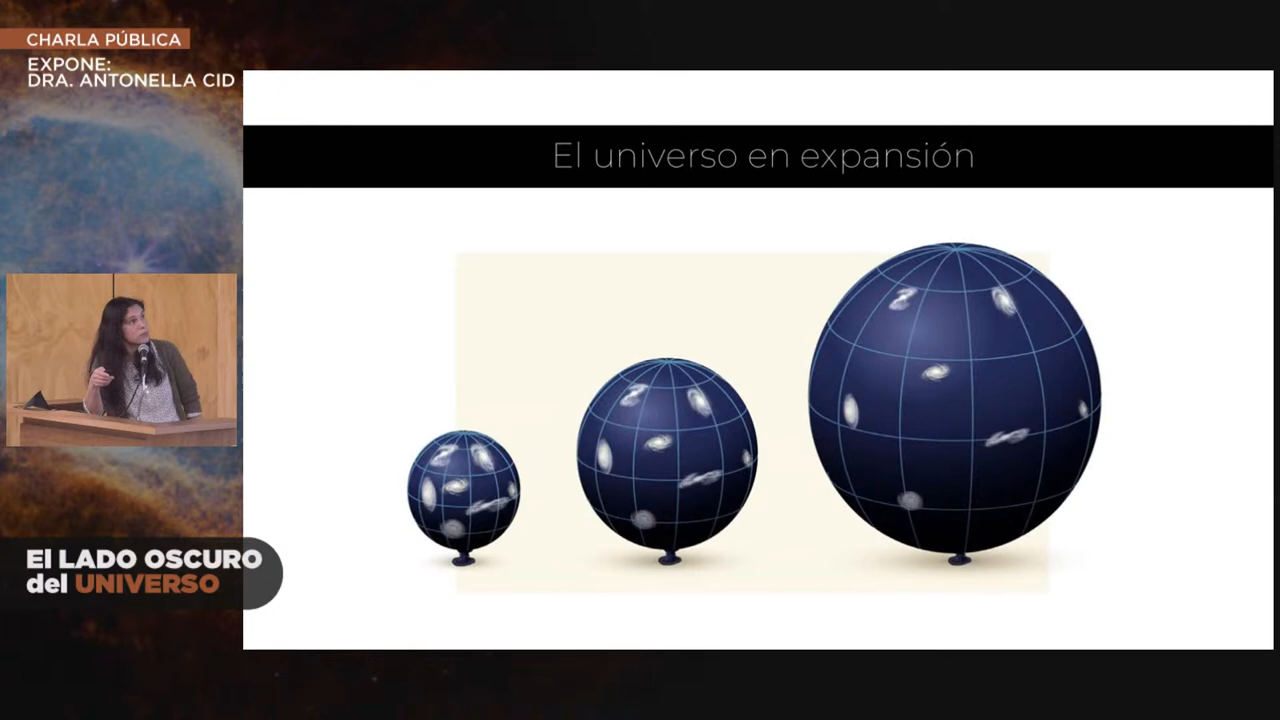 CHARLA PÚBLICA
EXPONE:
DRA. ANTONELLA CID
El universo en expansión
El LADO OSCURO
del UNIVERSO